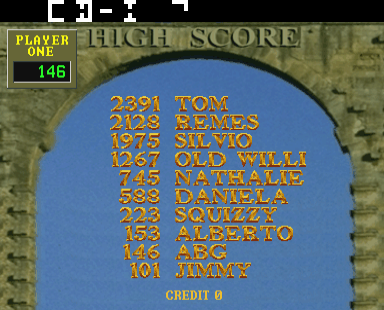 HIGH SCORE
PLAYER
ONE
146
2391 TOM
2128 REMES
1975 SILVIO
1267 OLD WILLI
745 NATHALIE
588 DANIELA
223 SQUIZZY
153 ALBERTO
146 ABG
101 JIMMY
CREDIT 0